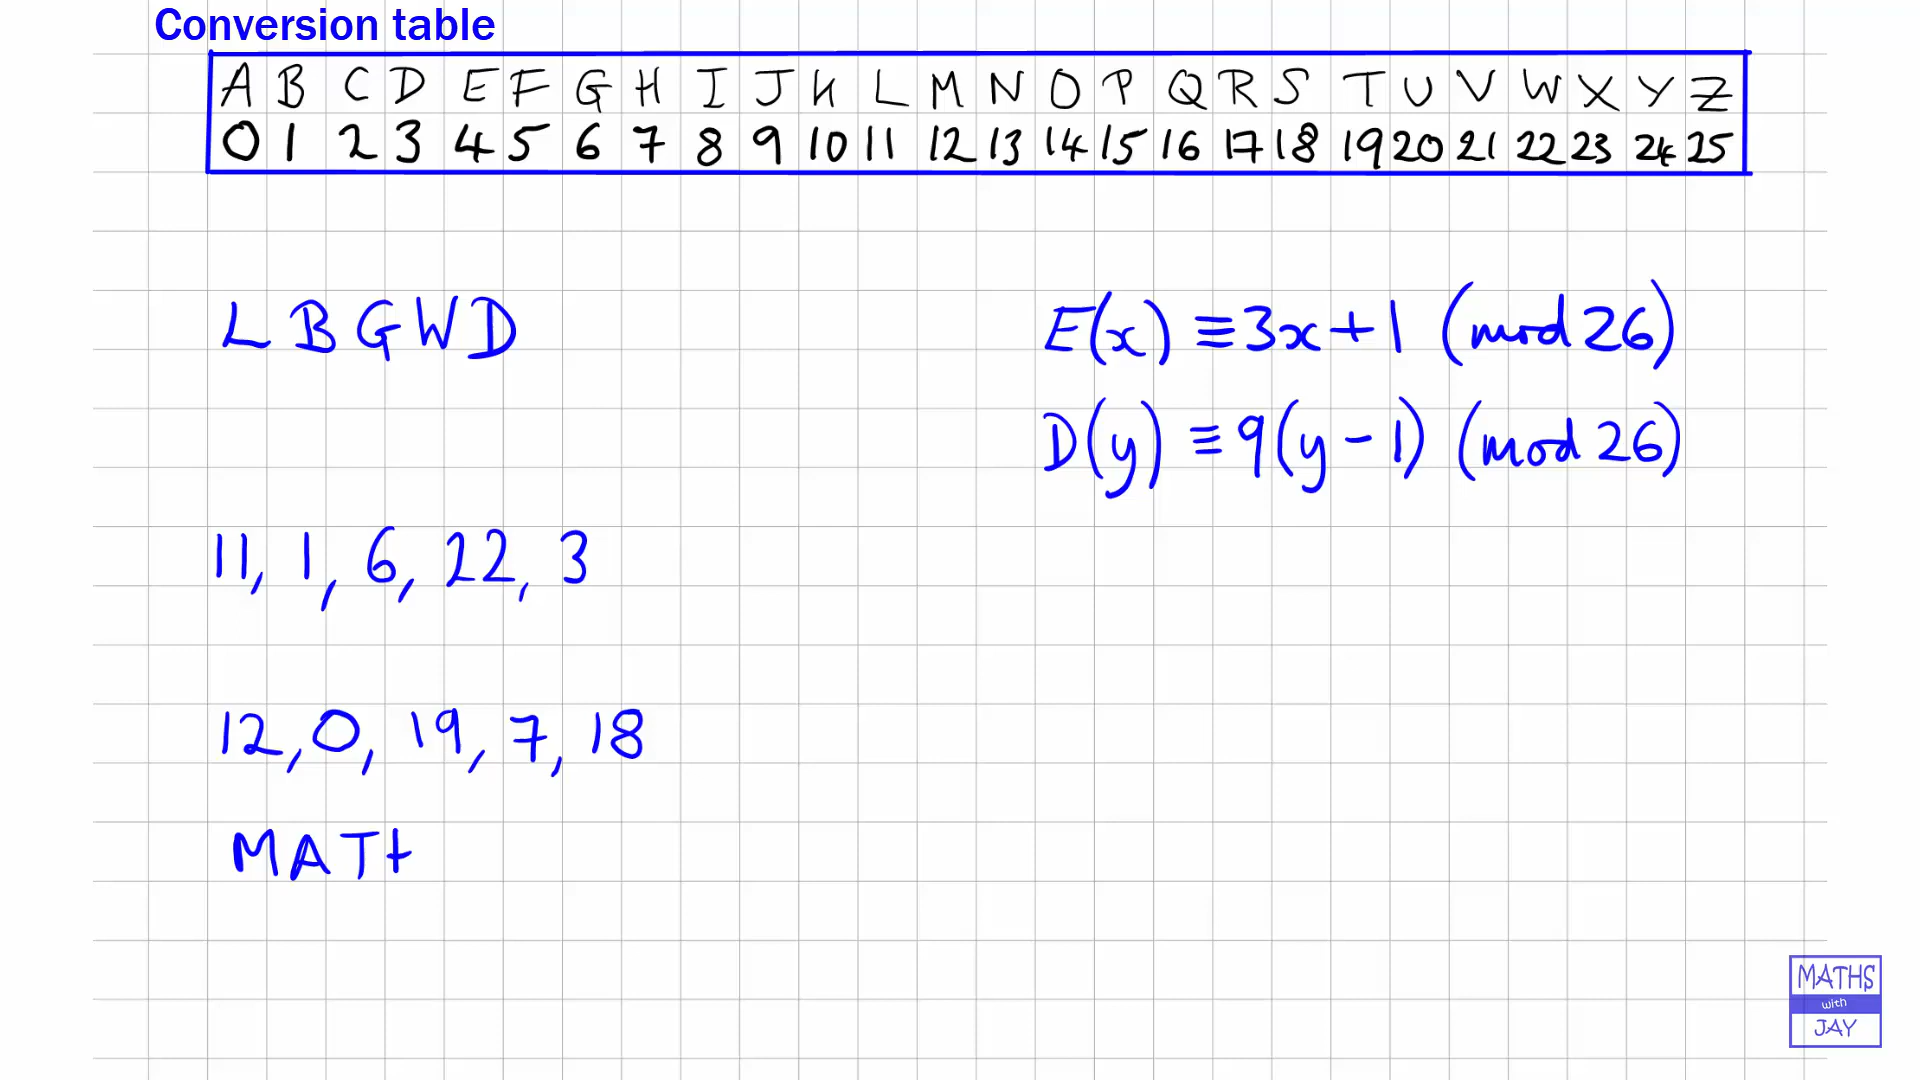 Conversion table
A B C D E F G H I J K L M N O P Q R S T U V W X Y Z
0 1 2 3 4 5 6 7 8 9 10 11 12 13 14 15 16 17 18 19 20 21 22 23 24 25
L B G W D
E(x) ≡ 3x + 1 (mod 26)
D(y) ≡ 9(y - 1) (mod 26)
11, 1, 6, 22, 3
12, 0, 19, 7, 18
MATH
MATHS
with
JAY